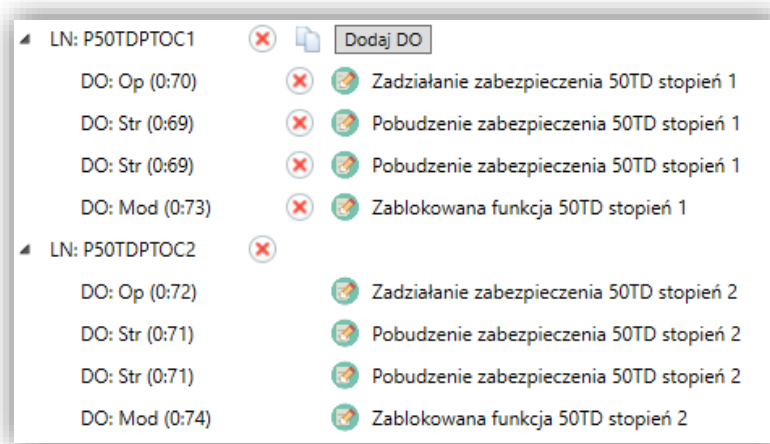 LN: P50TDPTOC1 Dodaj DO
DO: Op (0:70) Zadziałanie zabezpieczenia 50TD stopień 1
DO: Str (0:69) Pobudzenie zabezpieczenia 50TD stopień 1
DO: Str (0:69) Pobudzenie zabezpieczenia 50TD stopień 1
DO: Mod (0:73) Zablokowana funkcja 50TD stopień 1
LN: P50TDPTOC2
DO: Op (0:72) Zadziałanie zabezpieczenia 50TD stopień 2
DO: Str (0:71) Pobudzenie zabezpieczenia 50TD stopień 2
DO: Str (0:71) Pobudzenie zabezpieczenia 50TD stopień 2
DO: Mod (0:74) Zablokowana funkcja 50TD stopień 2